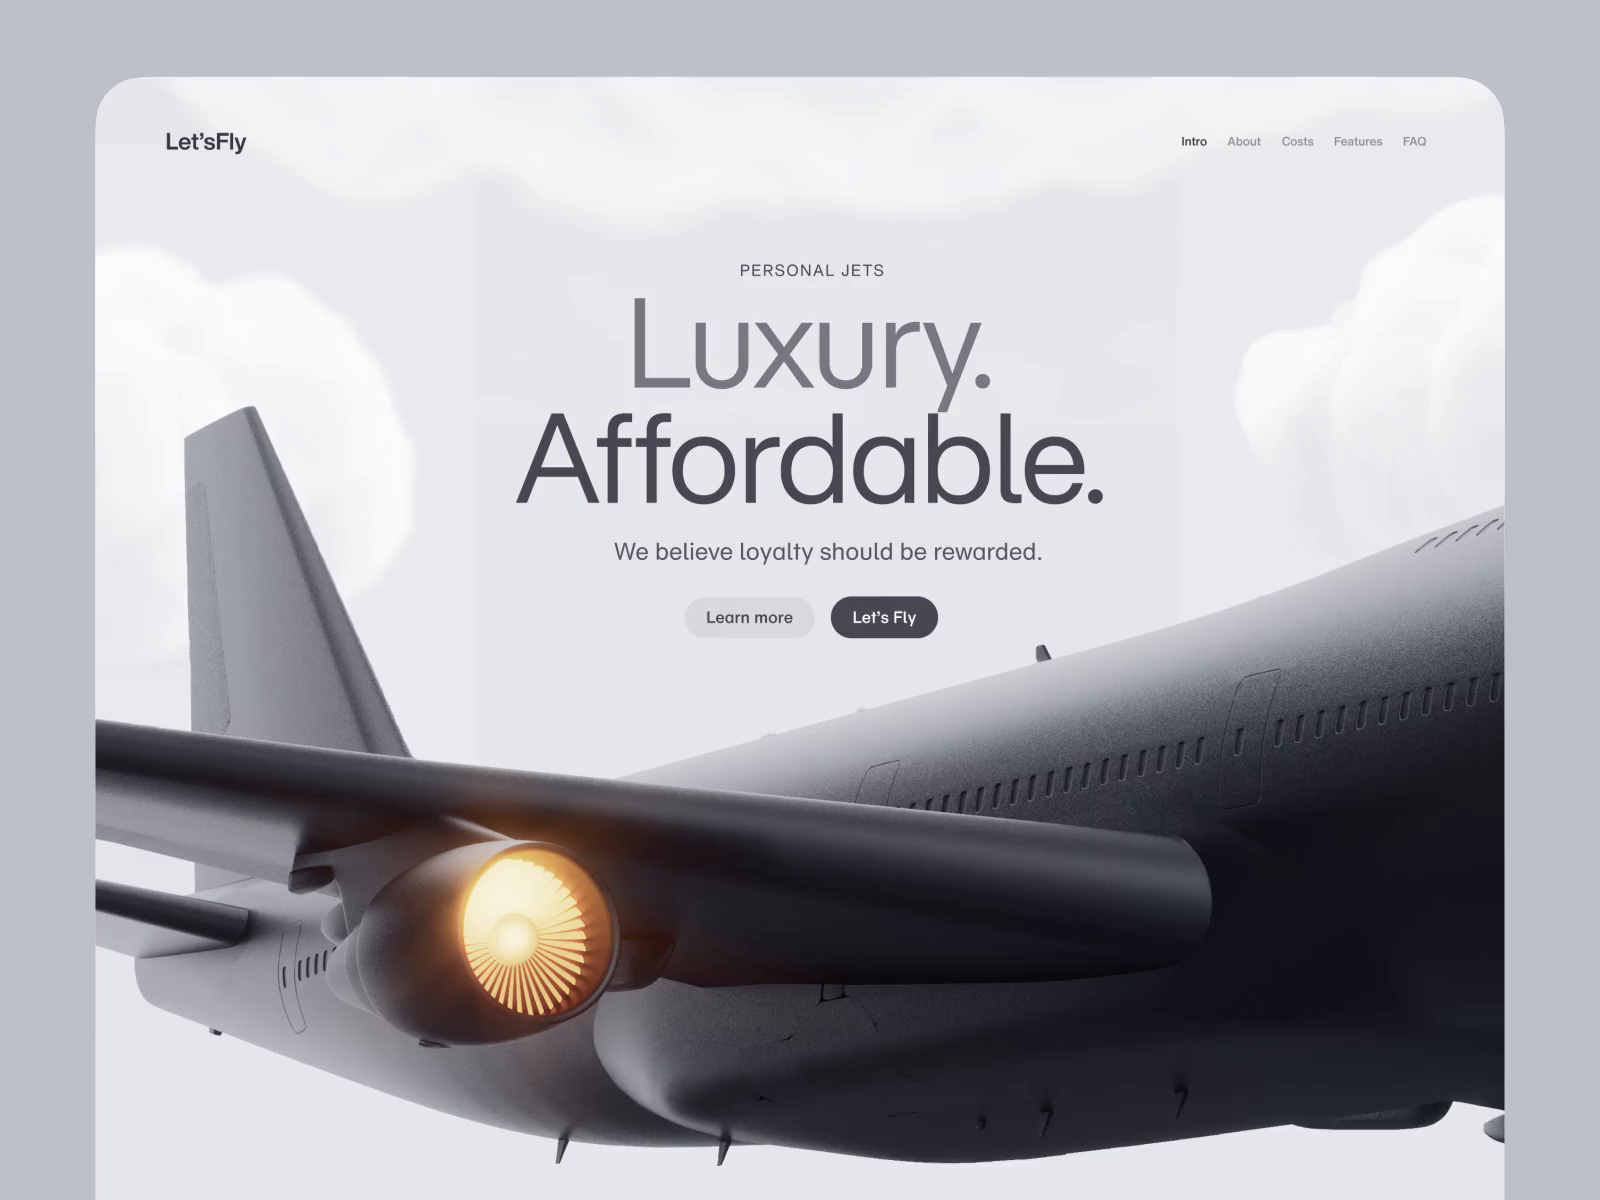 Let’sFly
Intro About Costs Features FAQ
PERSONAL JETS
Luxury.
Affordable.
We believe loyalty should be rewarded.
Learn more Let’s Fly